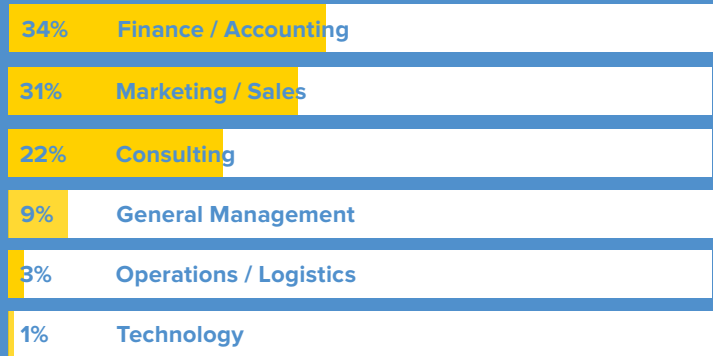 34% Finance / Accounting
31% Marketing / Sales
22% Consulting
9% General Management
3% Operations / Logistics
1% Technology